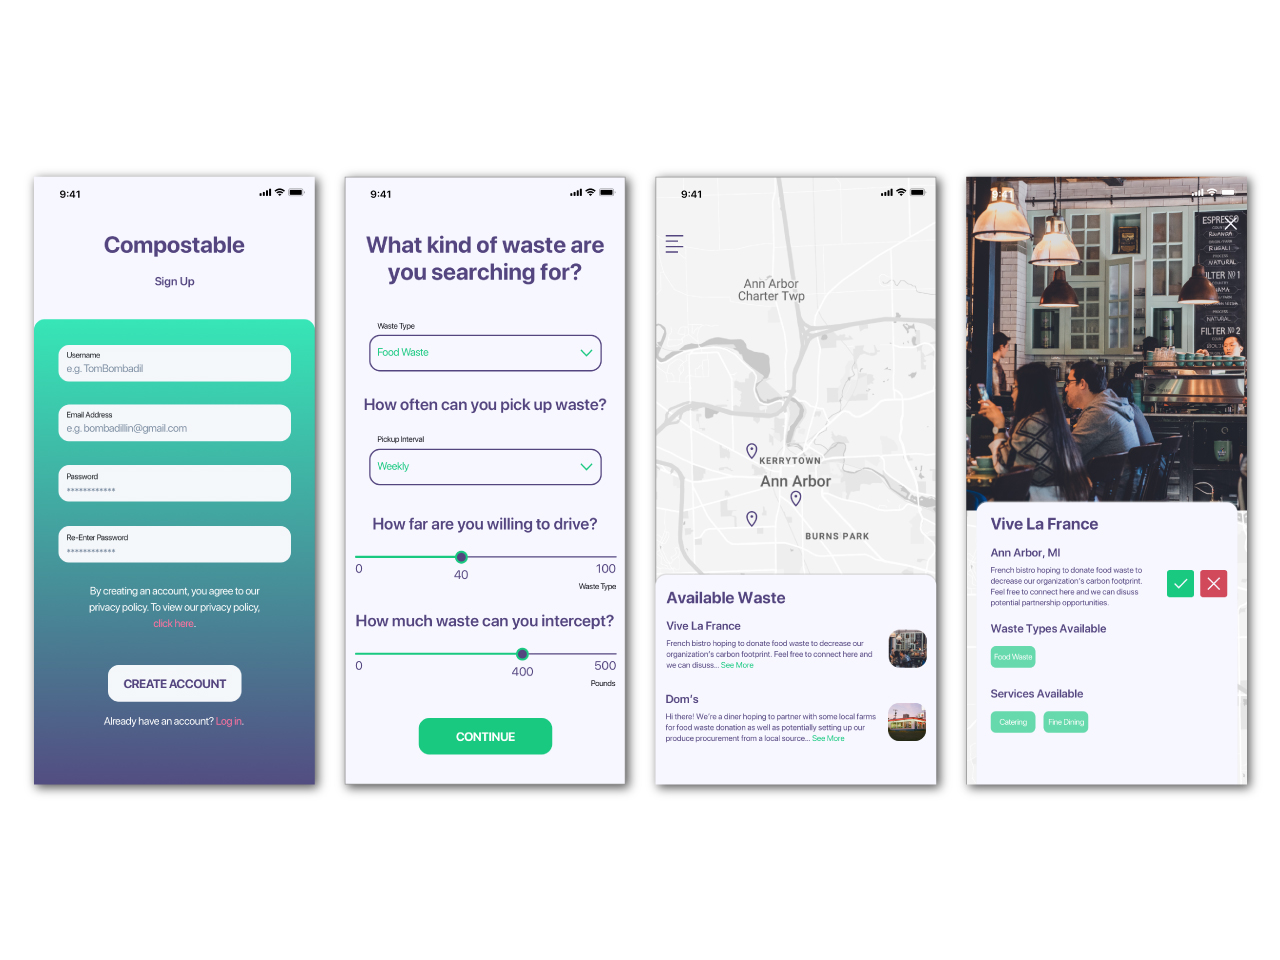 9:41
Compostable
Sign Up
Username
e.g. TomBombadil
Email Address
e.g. bombadillin@gmail.com
Password
************
Re-Enter Password
************
By creating an account, you agree to our
privacy policy. To view our privacy policy,
click here.
CREATE ACCOUNT
Already have an account? Log in.
9:41
What kind of waste are
you searching for?
Waste Type
Food Waste
How often can you pick up waste?
Pickup Interval
Weekly
How far are you willing to drive?
0
100
40
Waste Type
How much waste can you intercept?
0
500
400
Pounds
CONTINUE
9:41
Ann Arbor
Charter Twp
KERRYTOWN
Ann Arbor
BURNS PARK
Available Waste
Vive La France
French bistro hoping to donate food waste to decrease our
organization's carbon footprint. Feel free to connect here and
we can disuss... See More
Dom's
Hi there! We're a diner hoping to partner with some local farms
for food waste donation as well as potentially setting up our
produce procurement from a local source... See More
9:41
ESPRESSO
RWANDA
RUGALI
PROCESS
NATURAL
FILTER Nº1
PROCESS
NATURAL
FILTER Nº2
Vive La France
Ann Arbor, MI
French bistro hoping to donate food waste to
decrease our organization's carbon footprint.
Feel free to connect here and we can disuss
potential partnership opportunities.
Waste Types Available
Food Waste
Services Available
Catering
Fine Dining